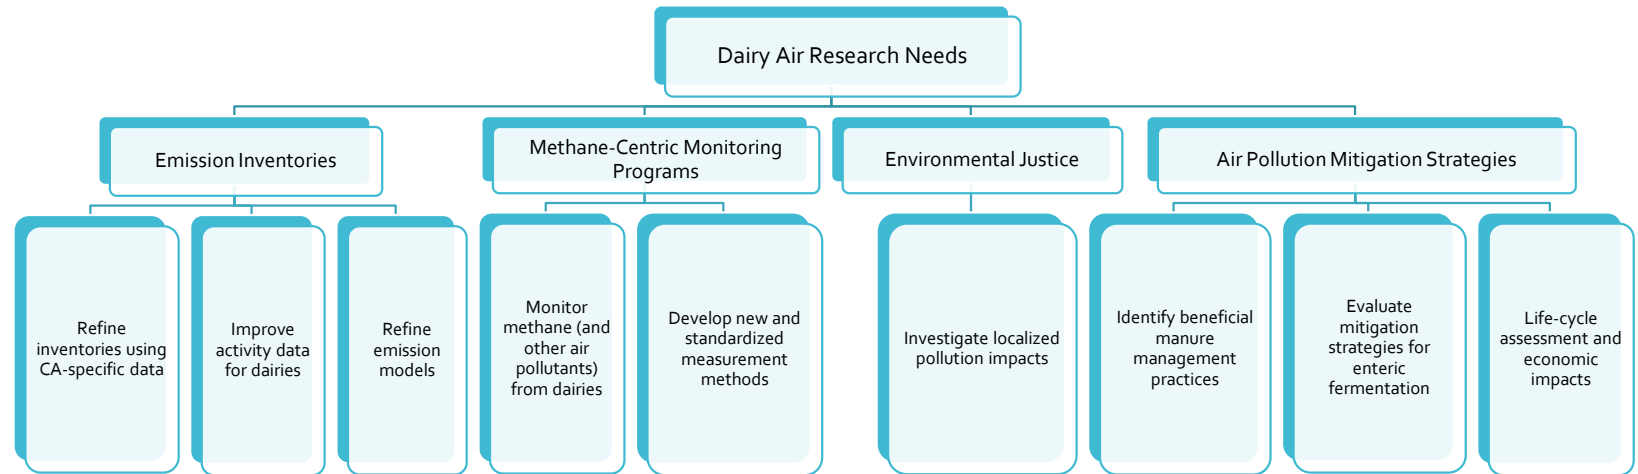 Dairy Air Research Needs
Emission Inventories
Methane-Centric Monitoring
Programs
Environmental Justice
Air Pollution Mitigation Strategies
Refine
inventories using
CA-specific data
Improve
activity data
for dairies
Refine
emission
models
Monitor
methane (and
other air
pollutants)
from dairies
Develop new and
standardized
measurement
methods
Investigate localized
pollution impacts
Identify beneficial
manure
management
practices
Evaluate
mitigation
strategies for
enteric
fermentation
Life-cycle
assessment and
economic
impacts